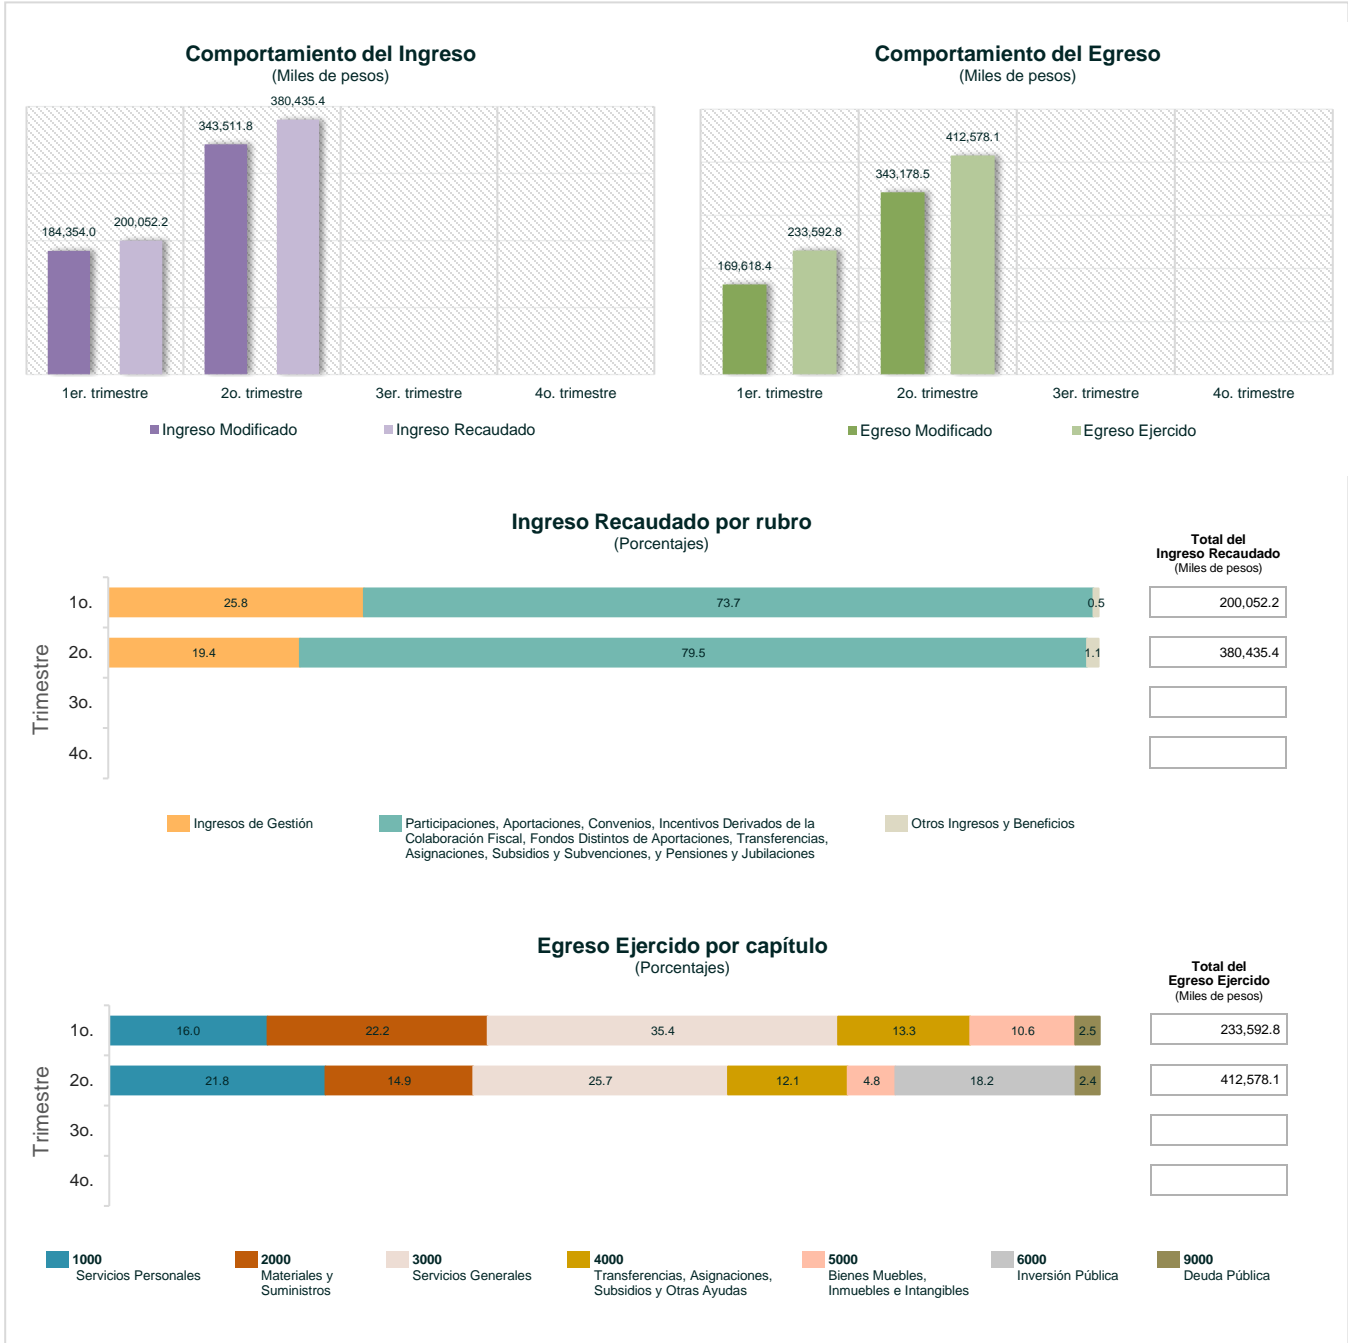 Comportamiento del Ingreso
(Miles de pesos)
380,435.4
343,511.8
200,052.2
184,354.0
1er. trimestre
2o. trimestre
3er. trimestre
4o. trimestre
Ingreso Modificado
Ingreso Recaudado
Comportamiento del Egreso
(Miles de pesos)
412,578.1
343,178.5
233,592.8
169,618.4
1er. trimestre
2o. trimestre
3er. trimestre
4o. trimestre
Egreso Modificado
Egreso Ejercido
Ingreso Recaudado por rubro
(Porcentajes)
Total del
Ingreso Recaudado
(Miles de pesos)
Trimestre
1o.
25.8
73.7
0.5
200,052.2
2o.
19.4
79.5
1.1
380,435.4
3o.
4o.
Ingresos de Gestión
Participaciones, Aportaciones, Convenios, Incentivos Derivados de la
Colaboración Fiscal, Fondos Distintos de Aportaciones, Transferencias,
Asignaciones, Subsidios y Subvenciones, y Pensiones y Jubilaciones
Otros Ingresos y Beneficios
Egreso Ejercido por capítulo
(Porcentajes)
Total del
Egreso Ejercido
(Miles de pesos)
Trimestre
1o.
16.0
22.2
35.4
13.3
10.6
2.5
233,592.8
2o.
21.8
14.9
25.7
12.1
4.8
18.2
2.4
412,578.1
3o.
4o.
1000
Servicios Personales
2000
Materiales y
Suministros
3000
Servicios Generales
4000
Transferencias, Asignaciones,
Subsidios y Otras Ayudas
5000
Bienes Muebles,
Inmuebles e Intangibles
6000
Inversión Pública
9000
Deuda Pública